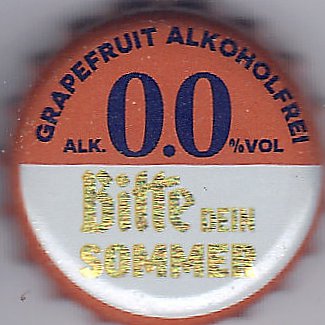 GRAPEFRUIT ALKOHOLFREI
ALK. 0.0 %VOL
Bitte DEIN
SOMMER